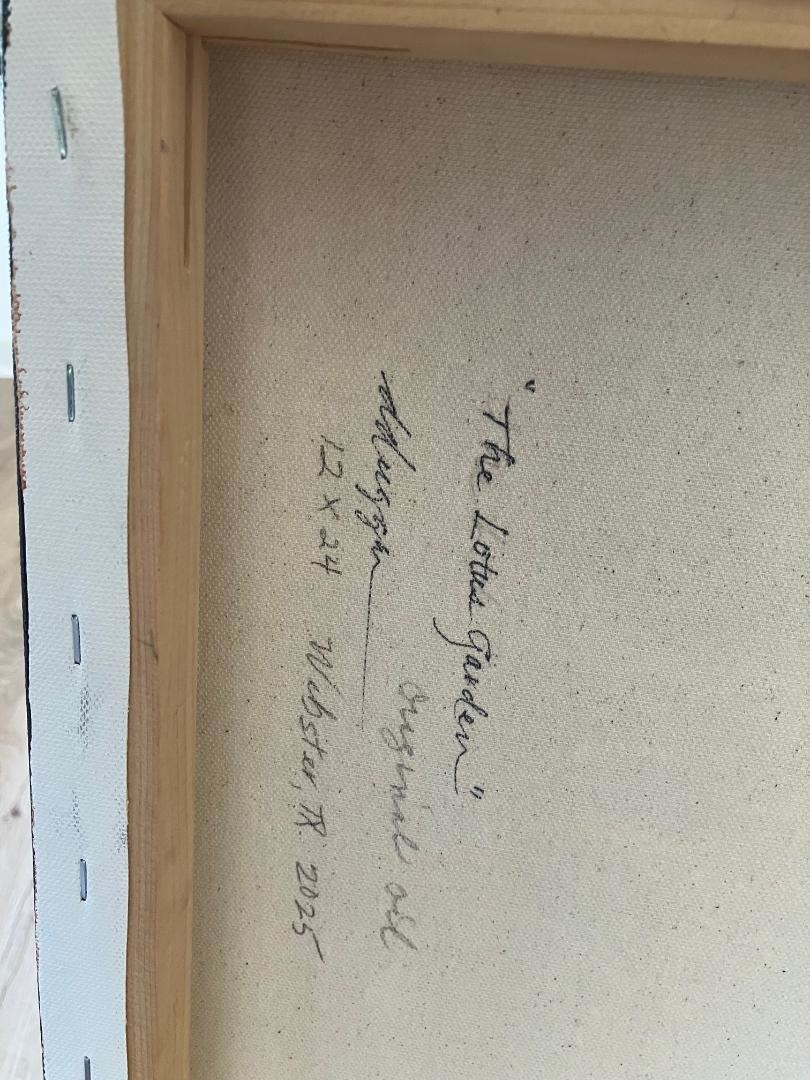 "The Lotus Garden"
Original oil
12 x 24 Webster, TX. 2025